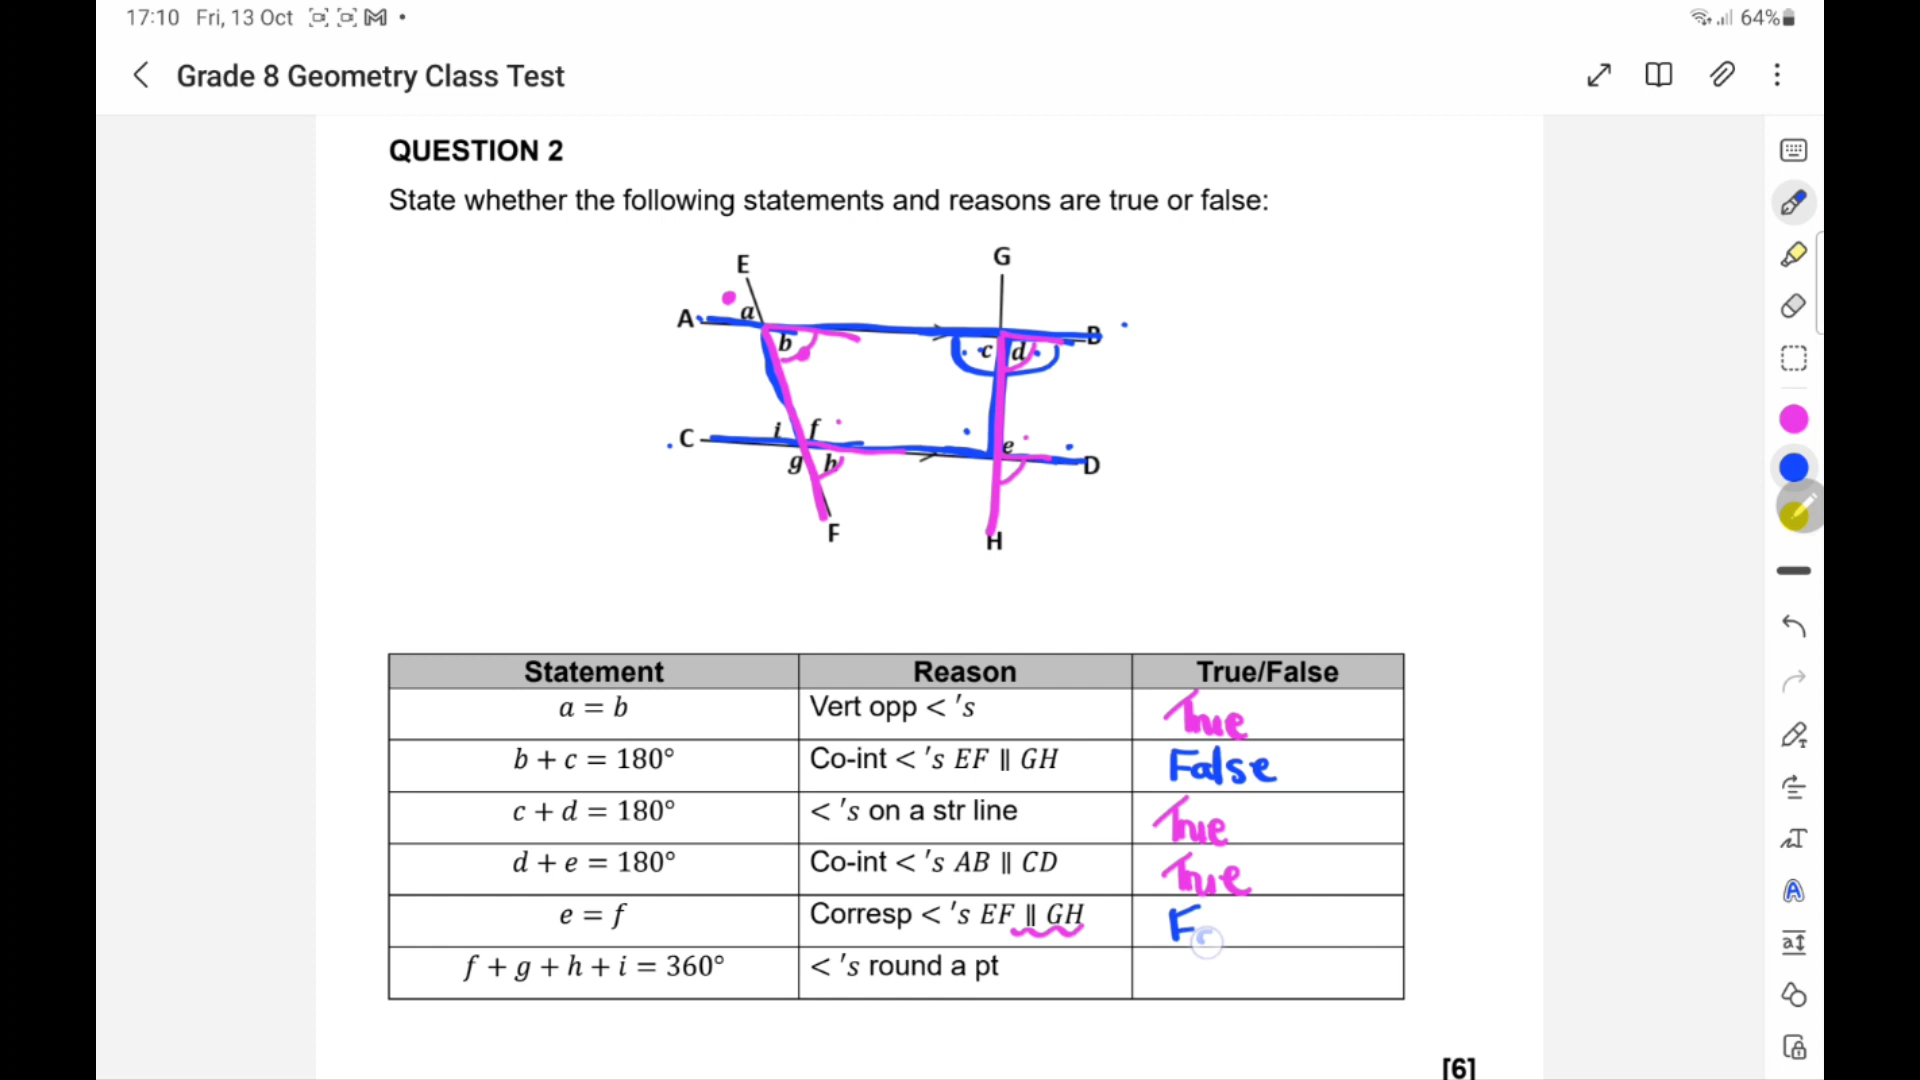 17:10 Fri, 13 Oct
64%
Grade 8 Geometry Class Test
QUESTION 2
State whether the following statements and reasons are true or false:
E
G
A
a
B
b
c
d
C
i
f
e
D
g
h
F
H
Statement Reason True/False
a = b Vert opp < 's True
b + c = 180° Co-int < 's EF ∥ GH False
c + d = 180° < 's on a str line True
d + e = 180° Co-int < 's AB ∥ CD True
e = f Corresp < 's EF ∥ GH F
f + g + h + i = 360° < 's round a pt
[6]